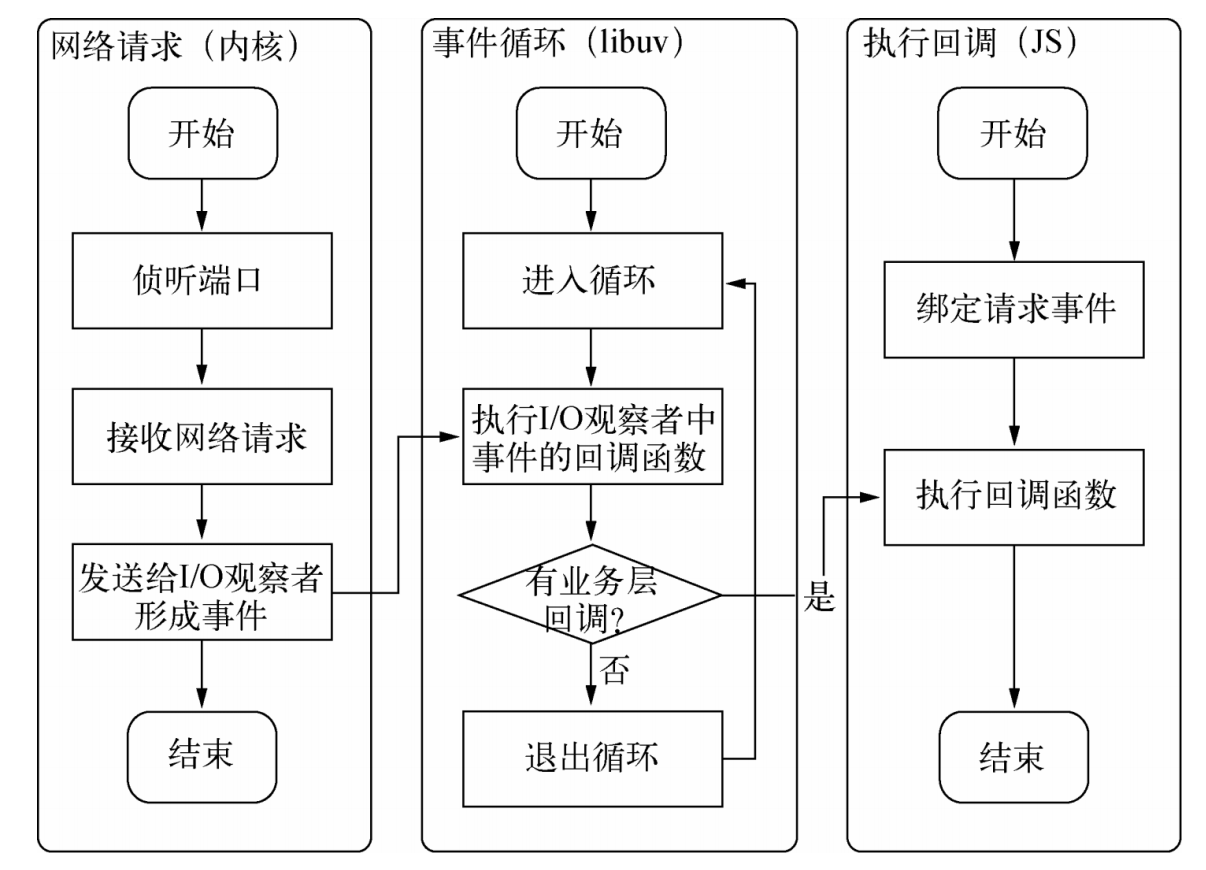 网络请求（内核）
开始
侦听端口
接收网络请求
发送给I/O观察者
形成事件
结束
事件循环（libuv）
开始
进入循环
执行I/O观察者中
事件的回调函数
有业务层
回调？
是
否
退出循环
执行回调（JS）
开始
绑定请求事件
执行回调函数
结束